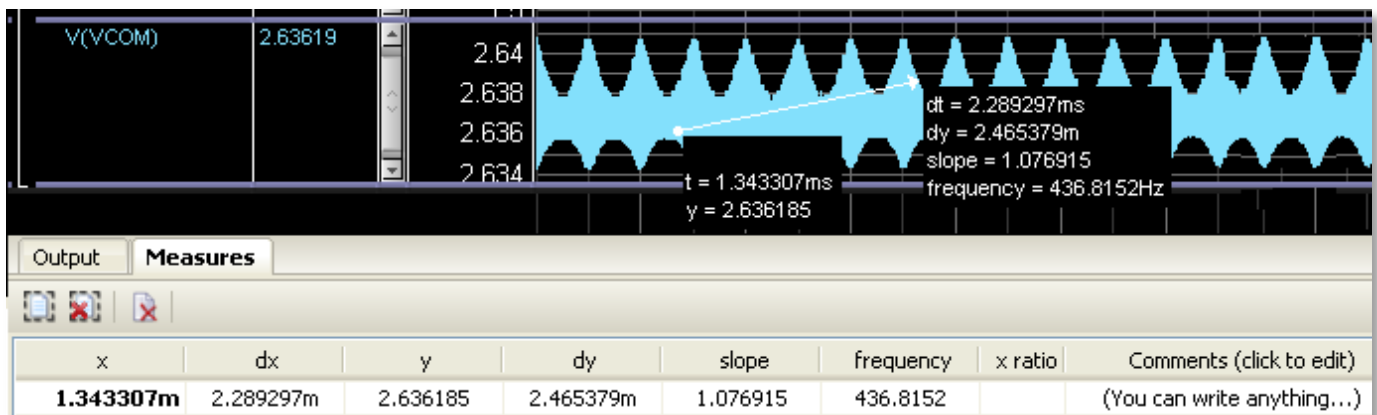 V(VCOM) 2.63619
2.64
2.638
2.636
2.634
t = 1.343307ms
y = 2.636185
dt = 2.289297ms
dy = 2.465379m
slope = 1.076915
frequency = 436.8152Hz
Output Measures
x dx y dy slope frequency x ratio Comments (click to edit)
1.343307m 2.289297m 2.636185 2.465379m 1.076915 436.8152 (You can write anything...)